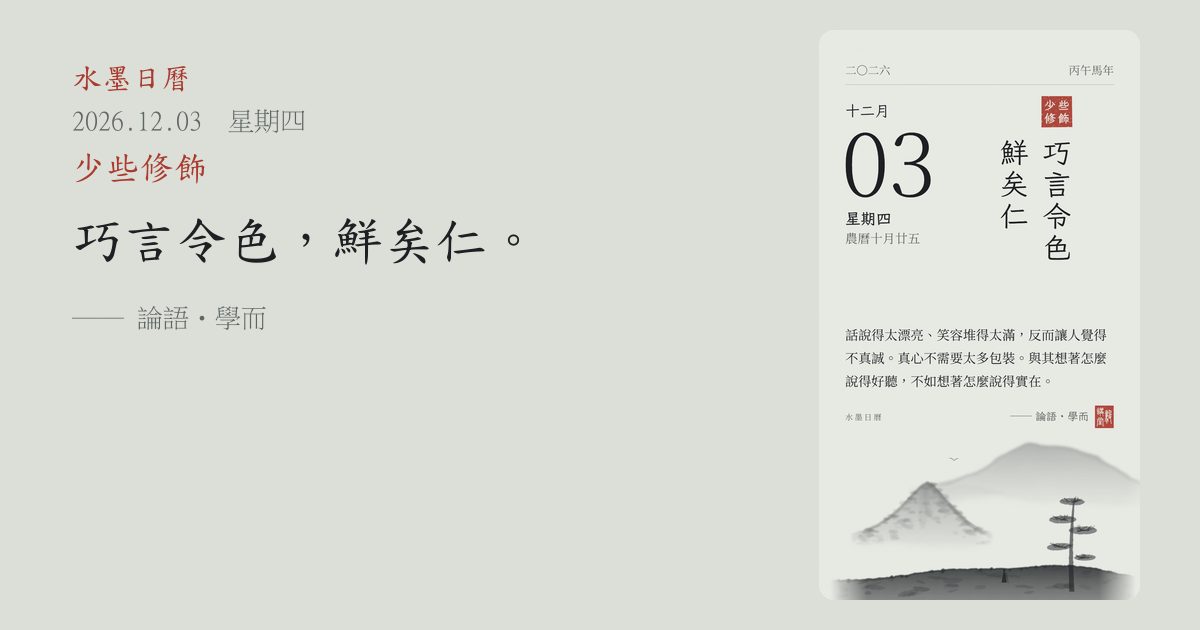 水墨日曆
2026.12.03　星期四
少些修飾
巧言令色，鮮矣仁。
—— 論語・學而
二〇二六
丙午馬年
十二月
03
星期四
農曆十月廿五
少些
修飾
巧言令色
鮮矣仁
話說得太漂亮、笑容堆得太滿，反而讓人覺得
不真誠。真心不需要太多包裝。與其想著怎麼
說得好聽，不如想著怎麼說得實在。
水墨日曆
—— 論語・學而